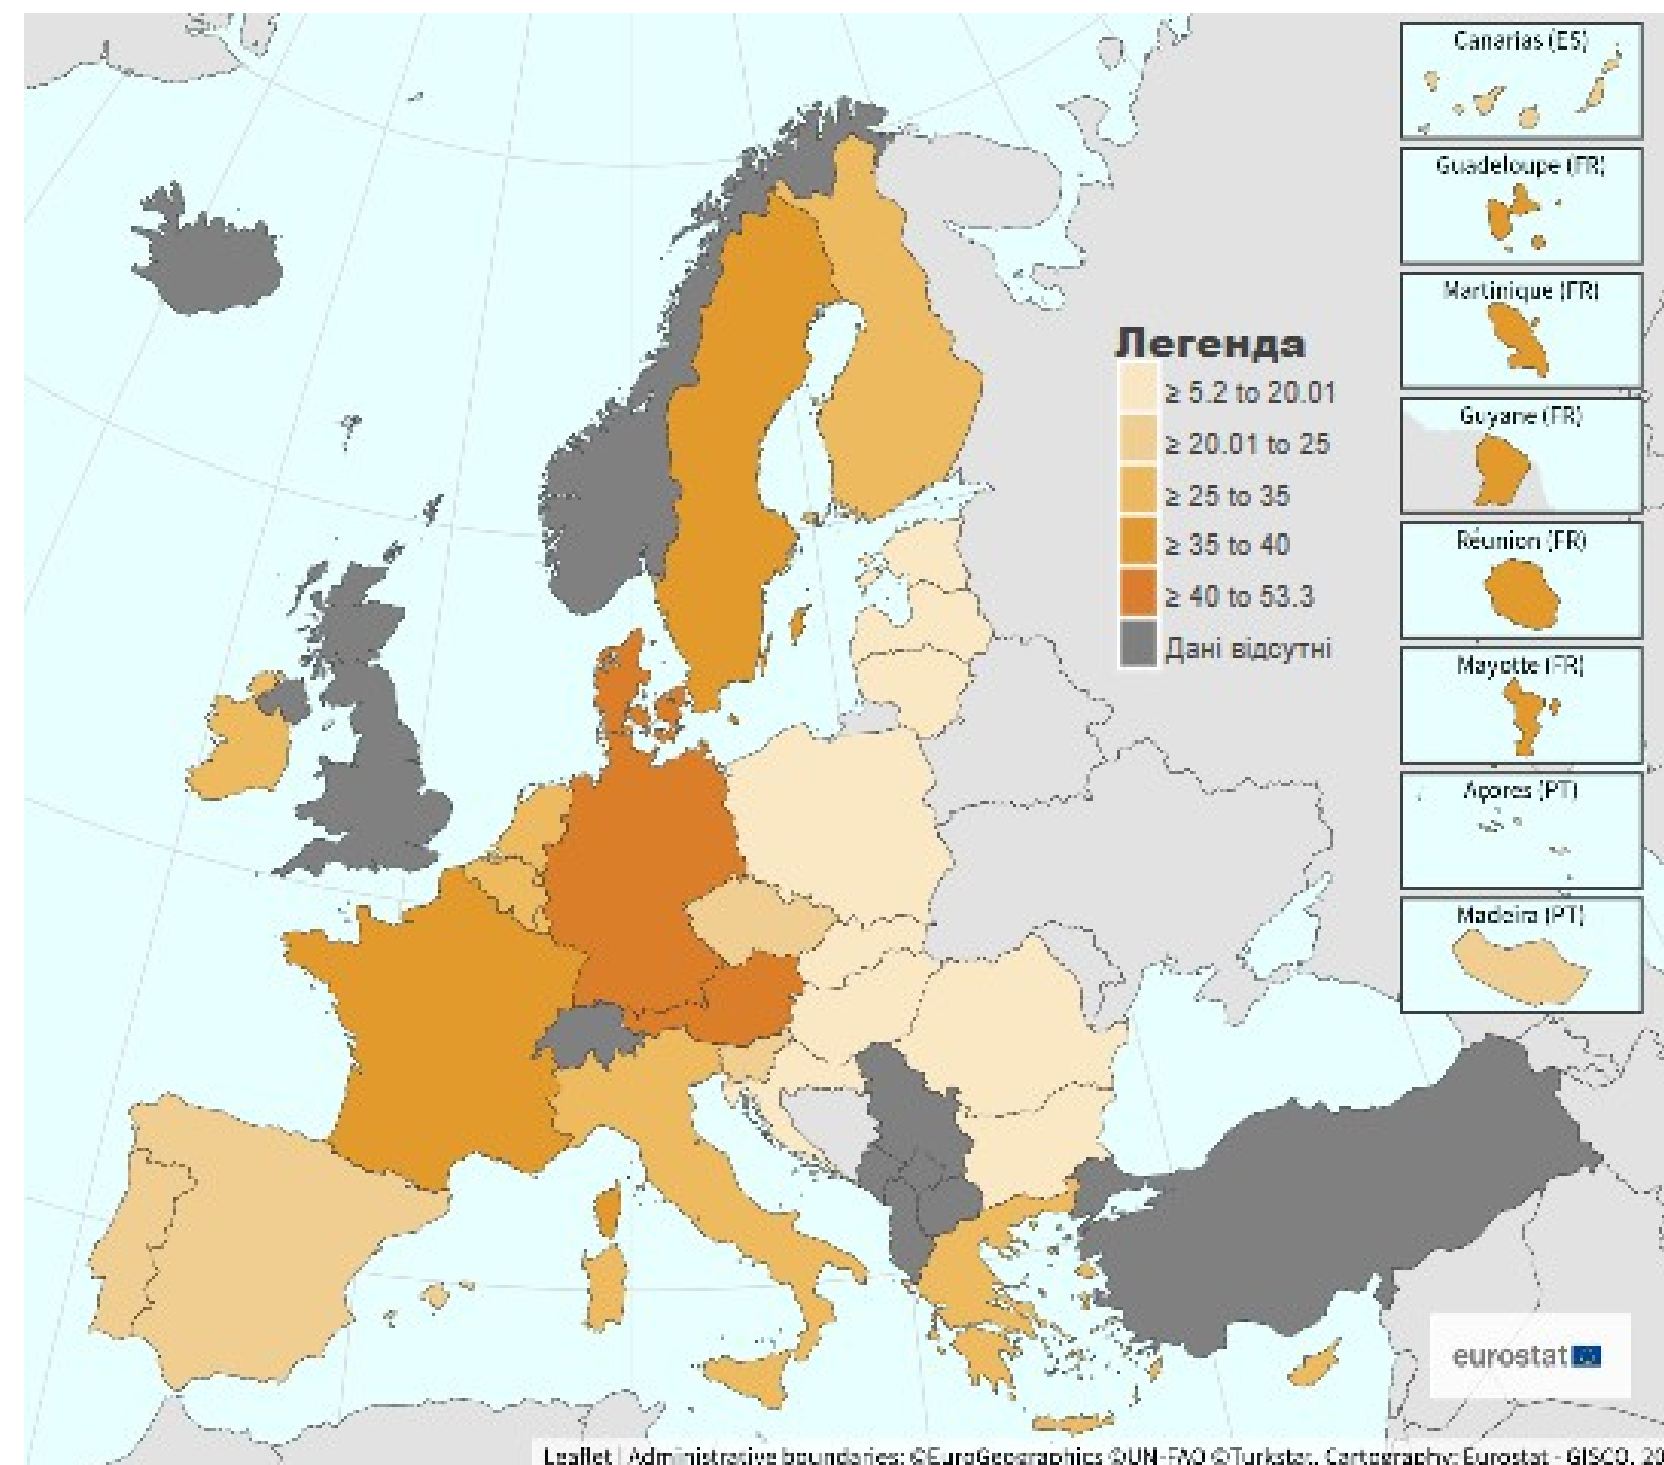 Canarias (ES)
Guadeloupe (FR)
Martinique (FR)
Легенда
≥ 5.2 to 20.01
≥ 20.01 to 25
≥ 25 to 35
≥ 35 to 40
≥ 40 to 53.3
Дані відсутні
Guyane (FR)
Réunion (FR)
Mayotte (FR)
Açores (PT)
Madeira (PT)
eurostat
Leaflet | Administrative boundaries: ©EuroGeographics ©UN-FAO ©Turkstat, Cartography: Eurostat - GISCO, 20